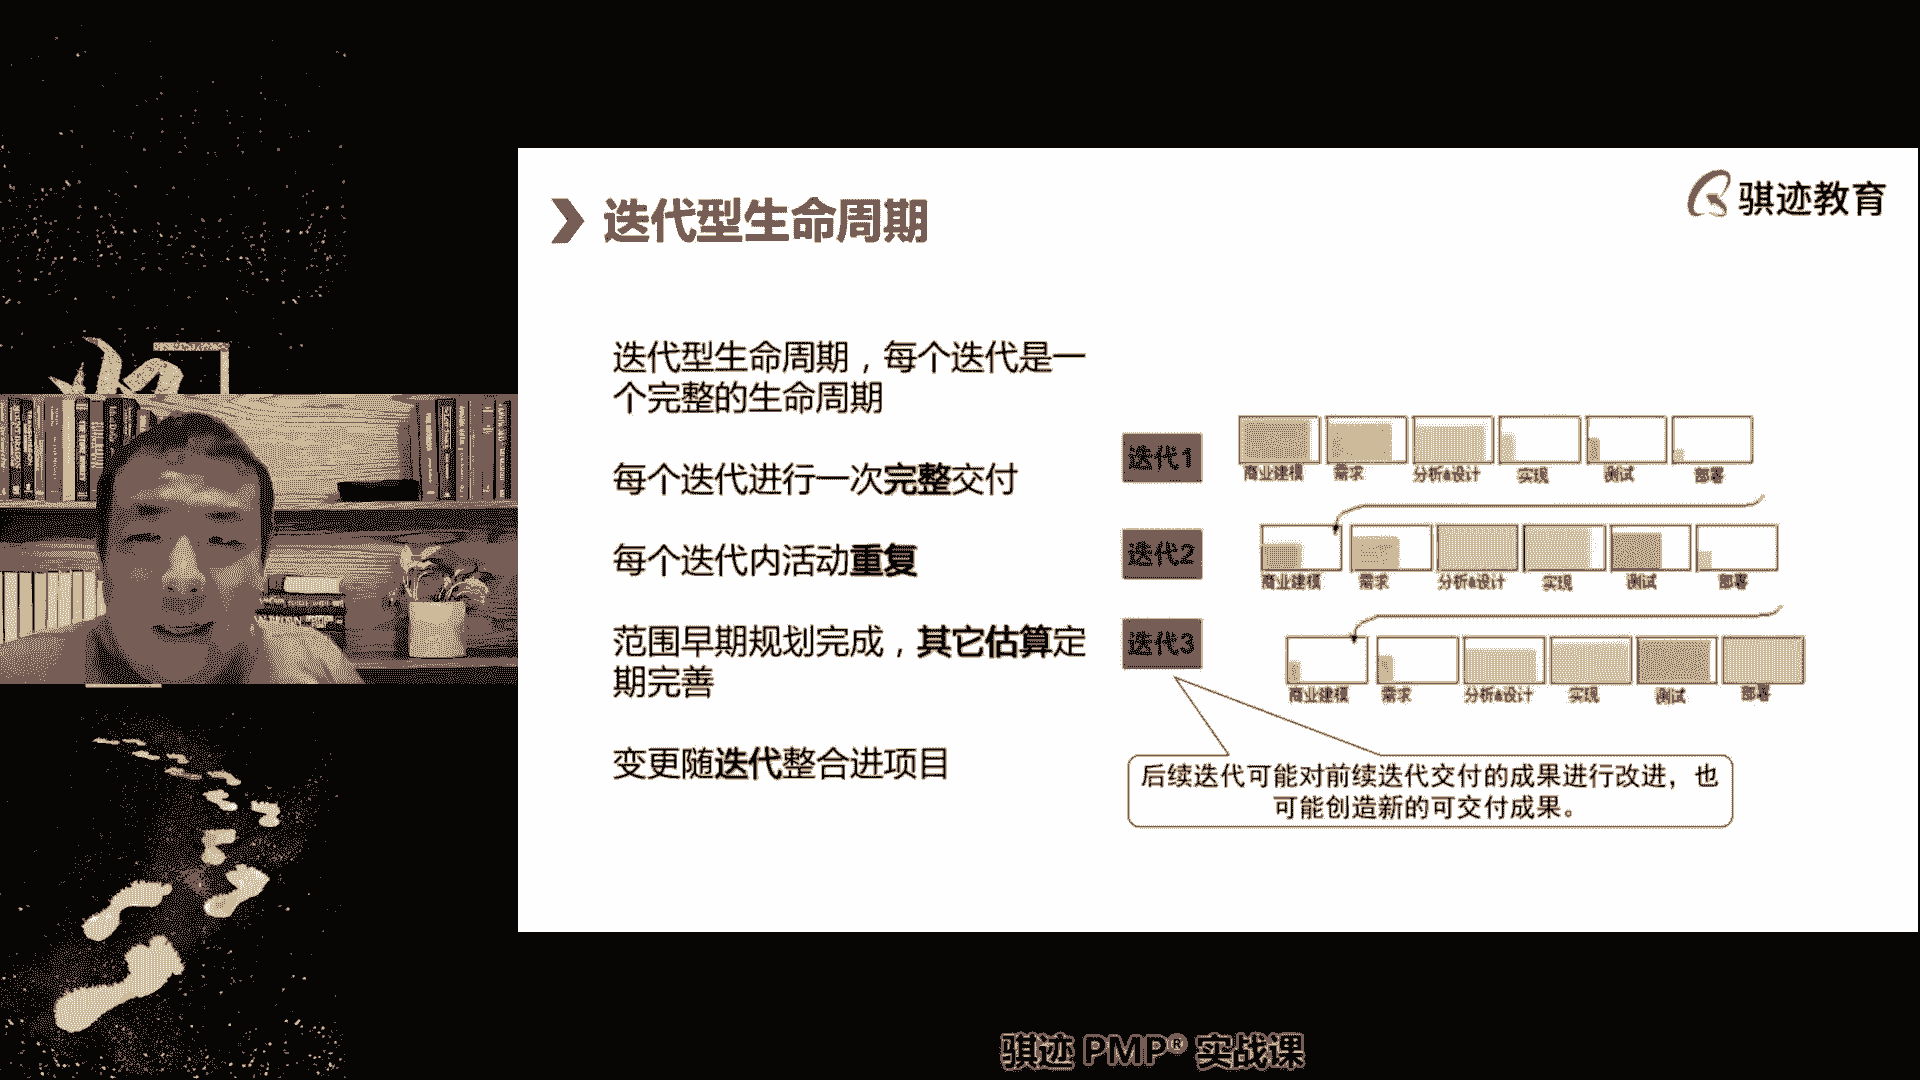 骐迹教育
迭代型生命周期
迭代型生命周期，每个迭代是一
个完整的生命周期
每个迭代进行一次完整交付
每个迭代内活动重复
范围早期规划完成，其它估算定
期完善
变更随迭代整合进项目
迭代1
商业建模 需求 分析&设计 实现 测试 部署
迭代2
商业建模 需求 分析&设计 实现 测试 部署
迭代3
商业建模 需求 分析&设计 实现 测试 部署
后续迭代可能对前续迭代交付的成果进行改进，也
可能创造新的可交付成果。
骐迹 PMP® 实战课